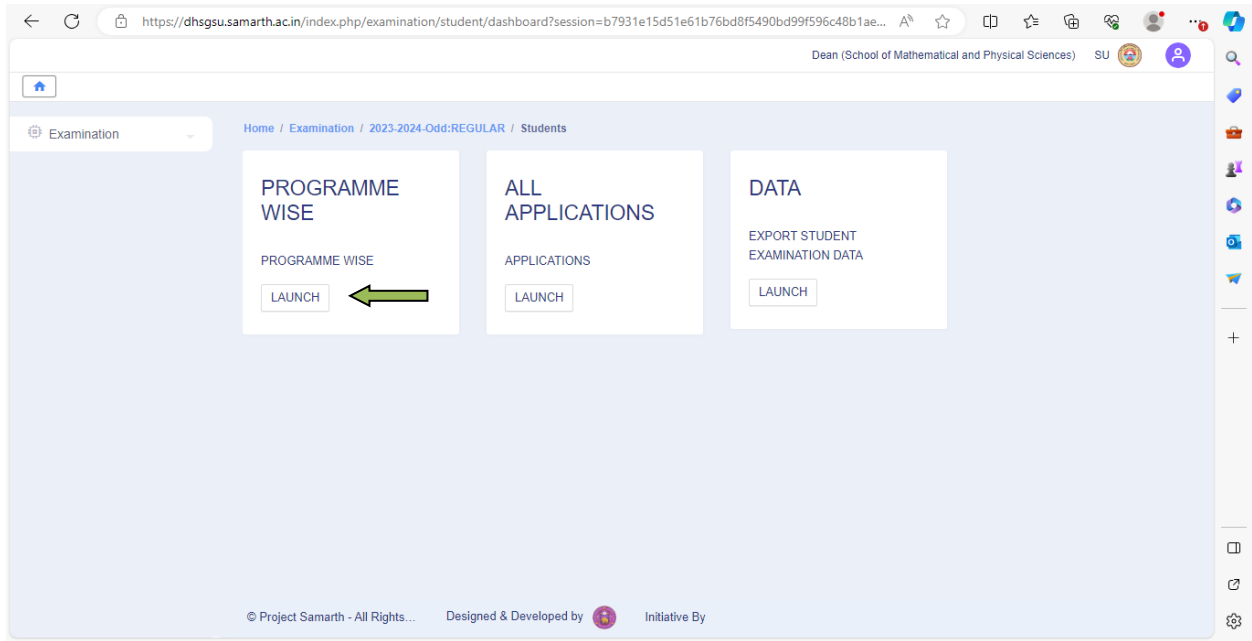 https://dhsgsu.samarth.ac.in/index.php/examination/student/dashboard?session=b7931e15d51e61b76bd8f5490bd99f596c48b1ae...
Dean (School of Mathematical and Physical Sciences) SU
Examination
Home / Examination / 2023-2024-Odd:REGULAR / Students
PROGRAMME
WISE
PROGRAMME WISE
LAUNCH
ALL
APPLICATIONS
APPLICATIONS
LAUNCH
DATA
EXPORT STUDENT
EXAMINATION DATA
LAUNCH
© Project Samarth - All Rights... Designed & Developed by Initiative By